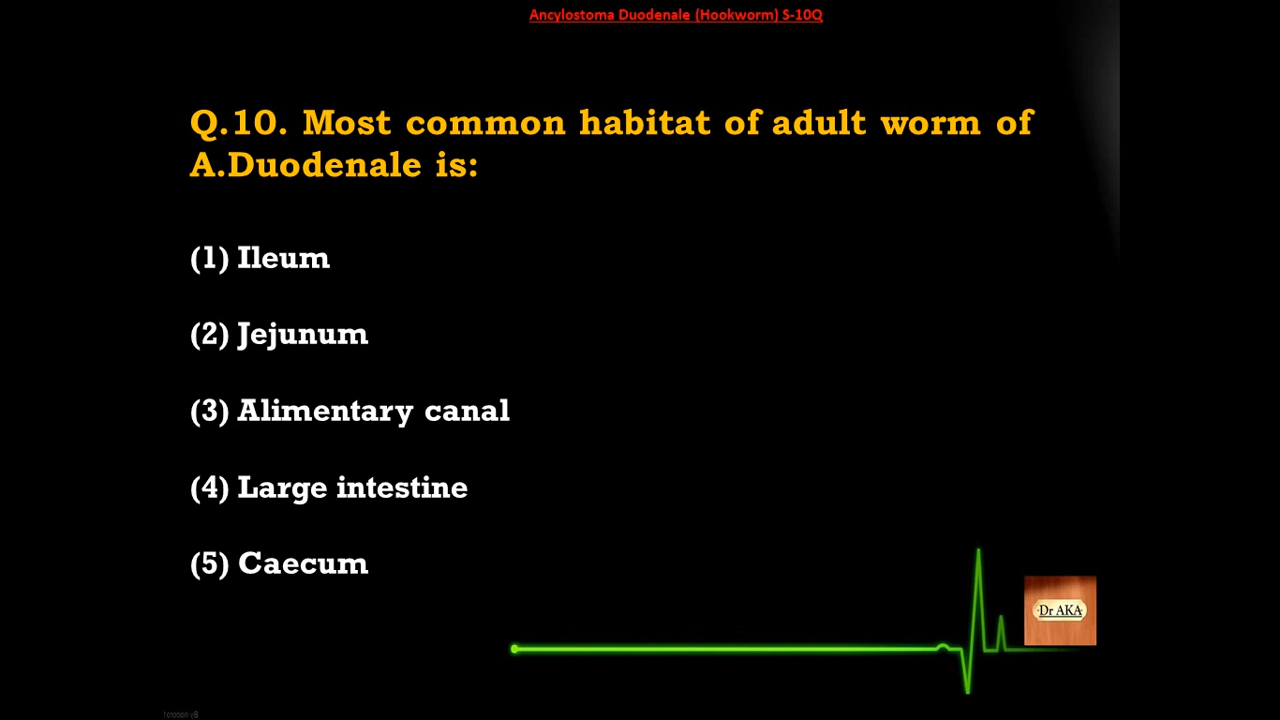 Ancylostoma Duodenale (Hookworm) S-10Q
Q.10. Most common habitat of adult worm of
A.Duodenale is:
(1) Ileum
(2) Jejunum
(3) Alimentary canal
(4) Large intestine
(5) Caecum
Dr AKA